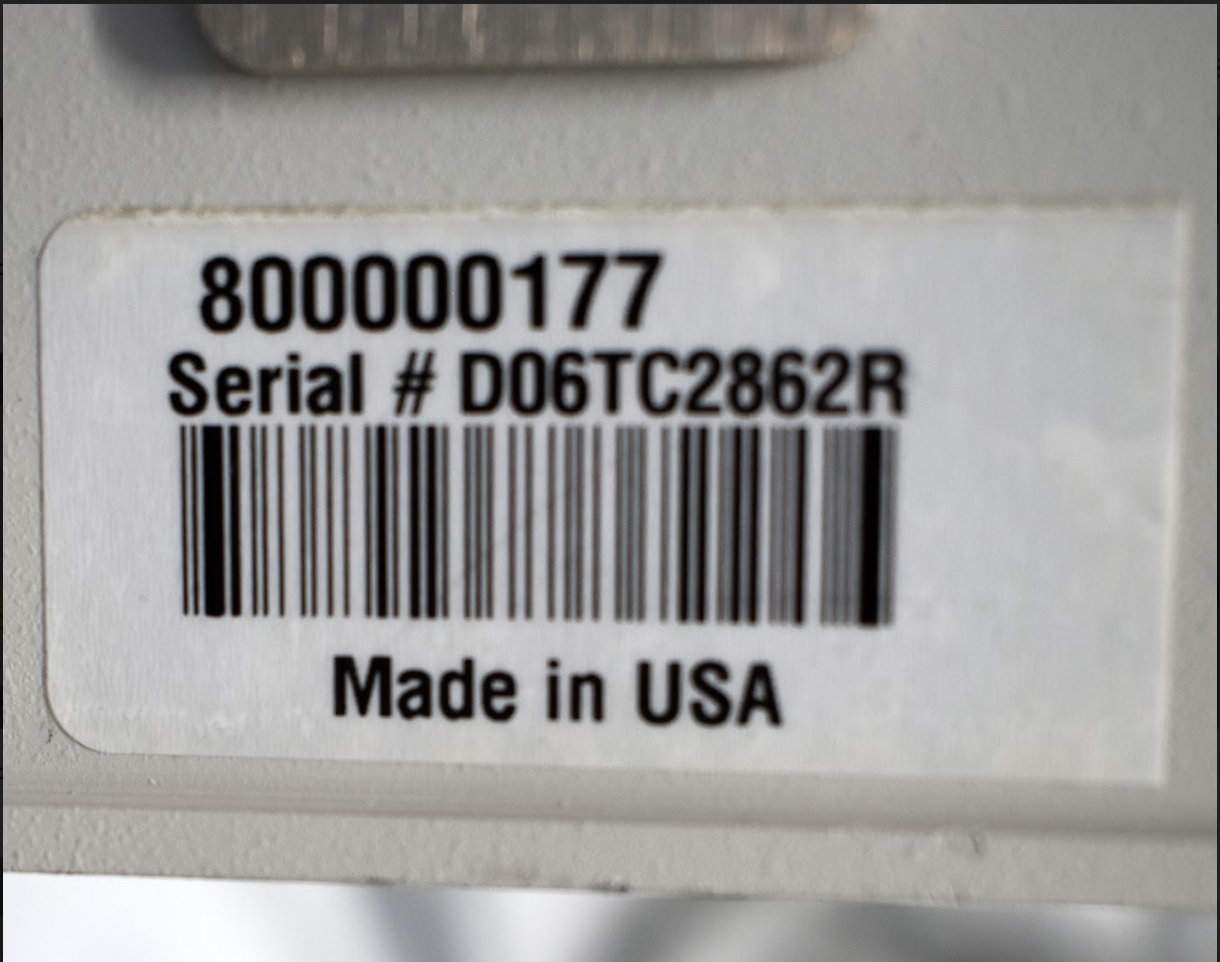 800000177
Serial # D06TC2862R
Made in USA